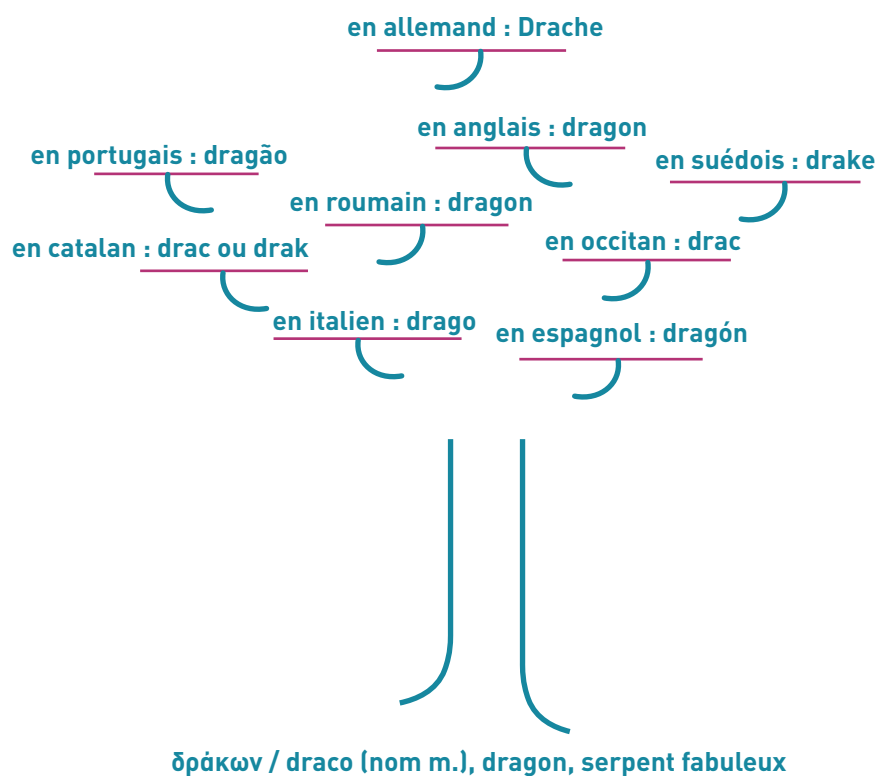 en allemand : Drache
en anglais : dragon
en portugais : dragão
en suédois : drake
en roumain : dragon
en occitan : drac
en catalan : drac ou drak
en italien : drago
en espagnol : dragón
δράκων / draco (nom m.), dragon, serpent fabuleux